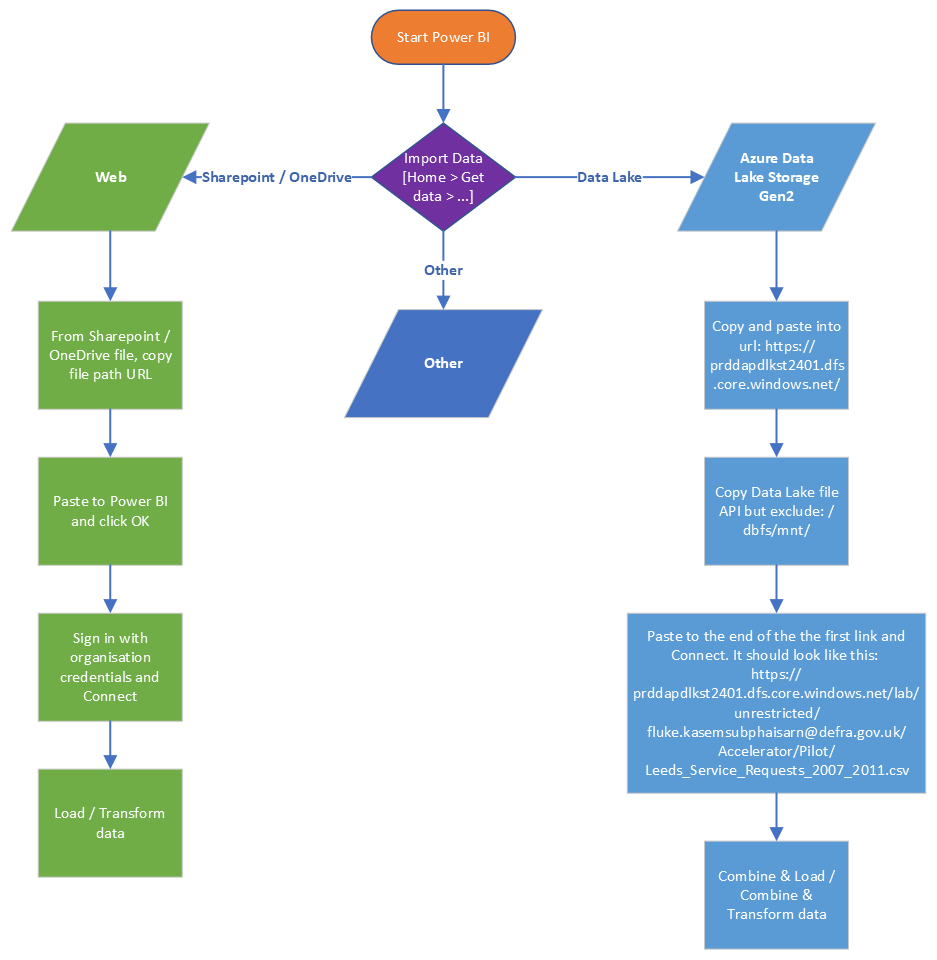 Start Power BI
Import Data
[Home > Get
data > ...]
Sharepoint / OneDrive
Data Lake
Other
Web
From Sharepoint /
OneDrive file, copy
file path URL
Paste to Power BI
and click OK
Sign in with
organisation
credentials and
Connect
Load / Transform
data
Other
Azure Data
Lake Storage
Gen2
Copy and paste into
url: https://
prddapdlkst2401.dfs
.core.windows.net/
Copy Data Lake file
API but exclude: /
dbfs/mnt/
Paste to the end of the the first link and
Connect. It should look like this:
https://
prddapdlkst2401.dfs.core.windows.net/lab/
unrestricted/
fluke.kasemsubphaisarn@defra.gov.uk/
Accelerator/Pilot/
Leeds_Service_Requests_2007_2011.csv
Combine & Load /
Combine &
Transform data